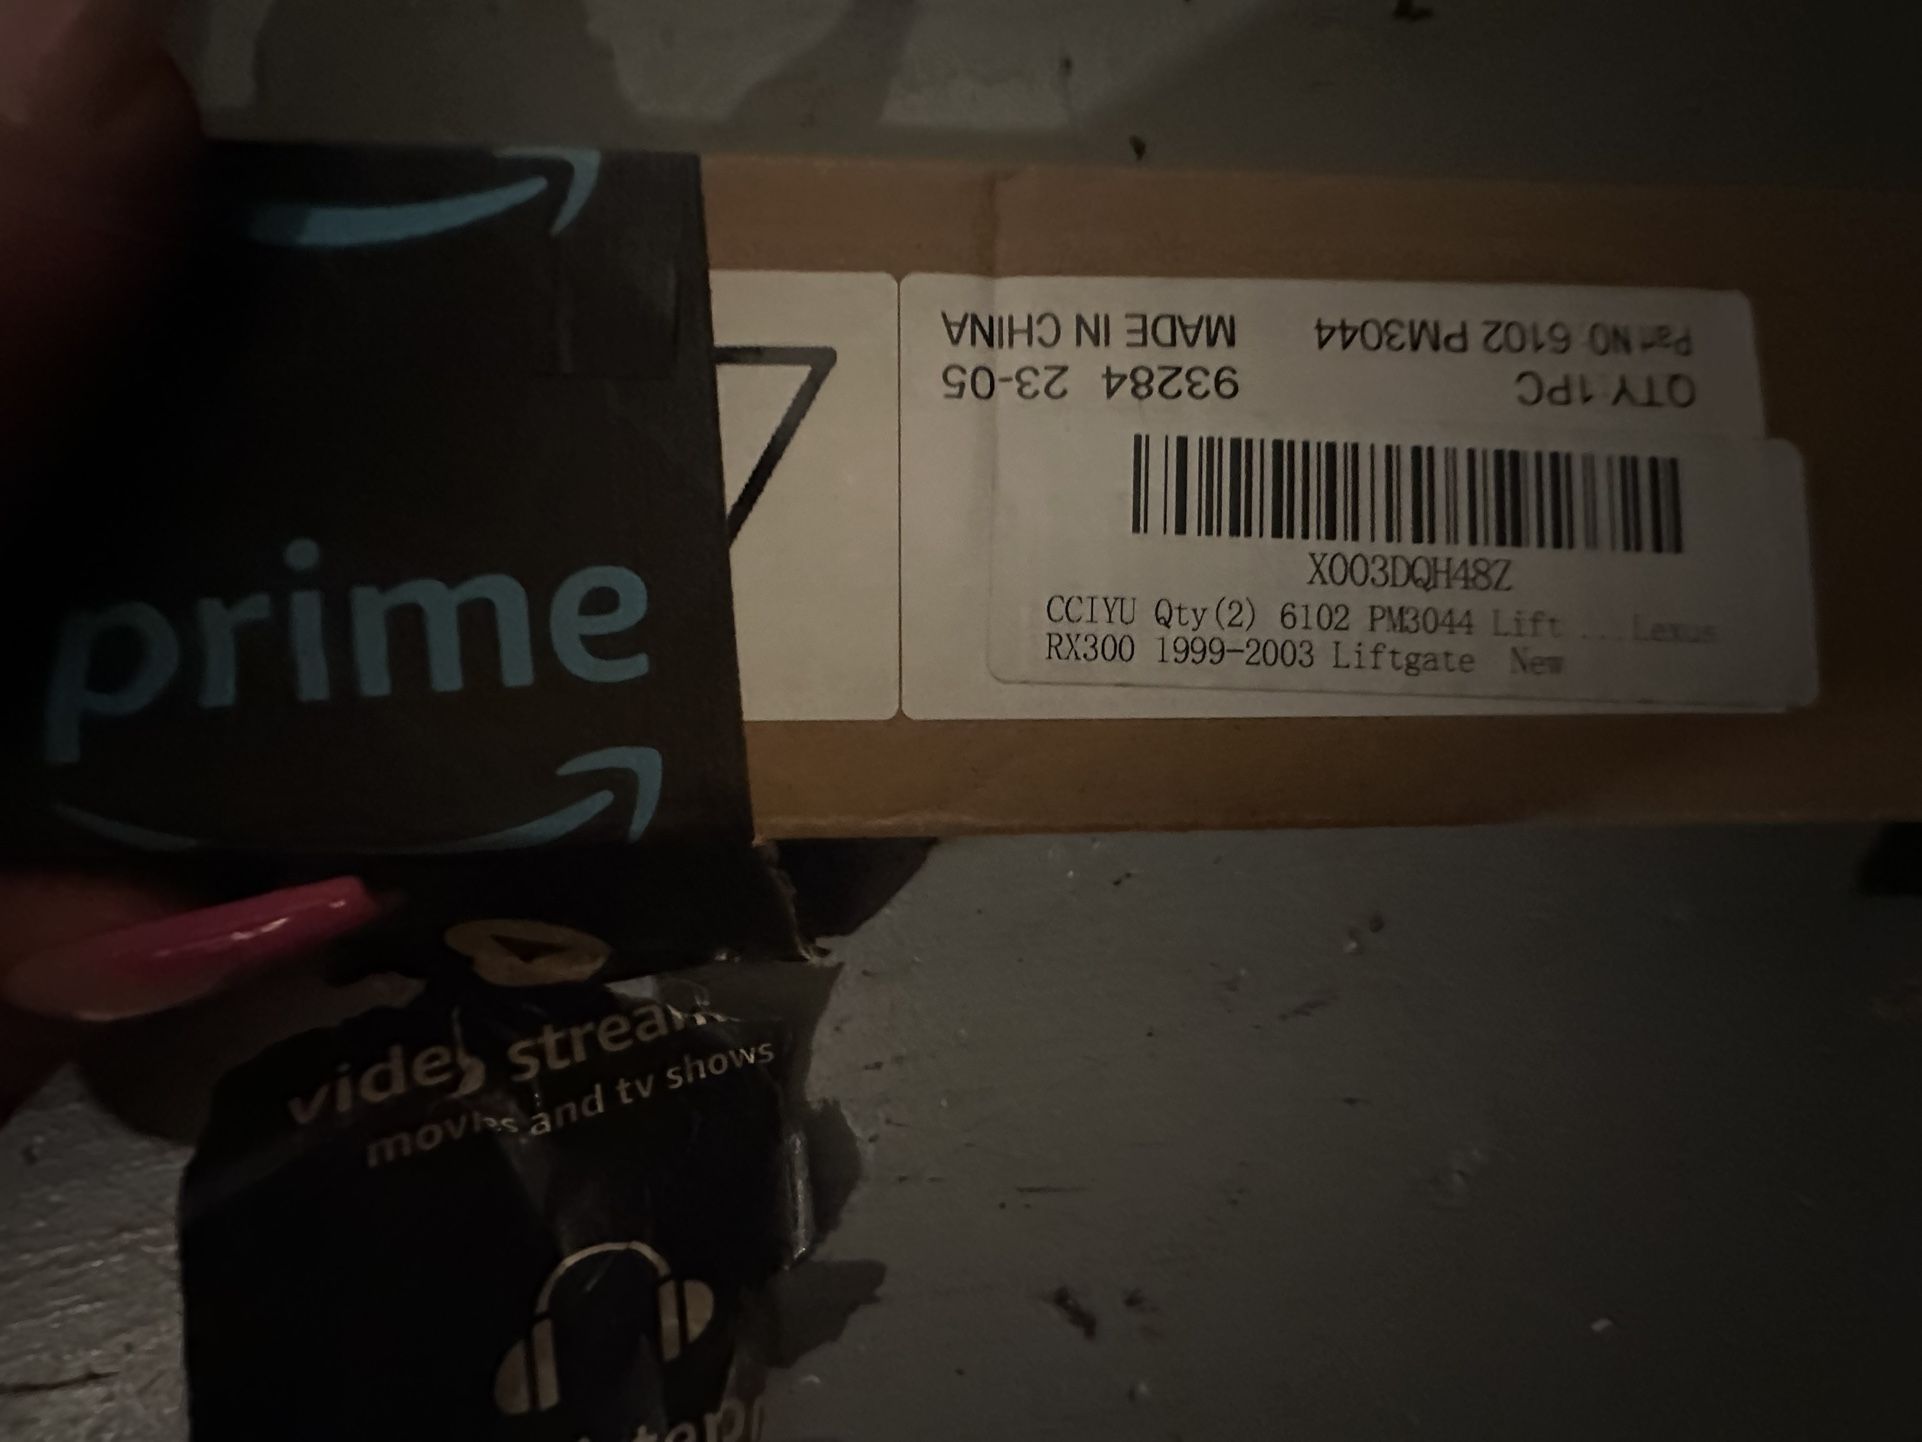 prime
MADE IN CHINA
93284 23-05
Part NO 6102 PM3044
QTY 1PC
X003DQH48Z
CCIYU Qty(2) 6102 PM3044 Lift ... Lexus
RX300 1999-2003 Liftgate New
movies and tv shows